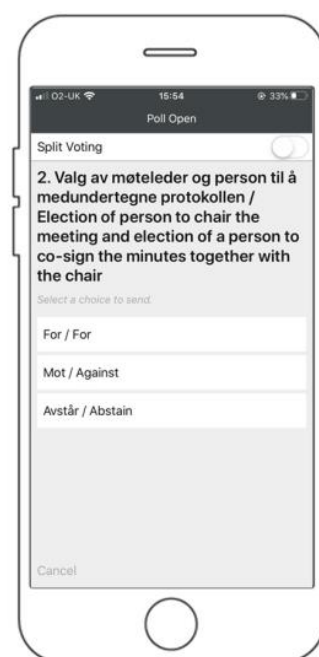 O2-UK 15:54 33%
Poll Open
Split Voting
2. Valg av møteleder og person til å
medundertegne protokollen /
Election of person to chair the
meeting and election of a person to
co-sign the minutes together with
the chair
Select a choice to send.
For / For
Mot / Against
Avstår / Abstain
Cancel